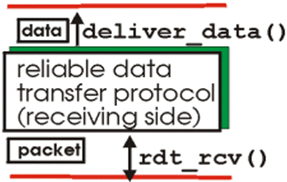 data deliver_data()
reliable data
transfer protocol
(receiving side)
packet
rdt_rcv()